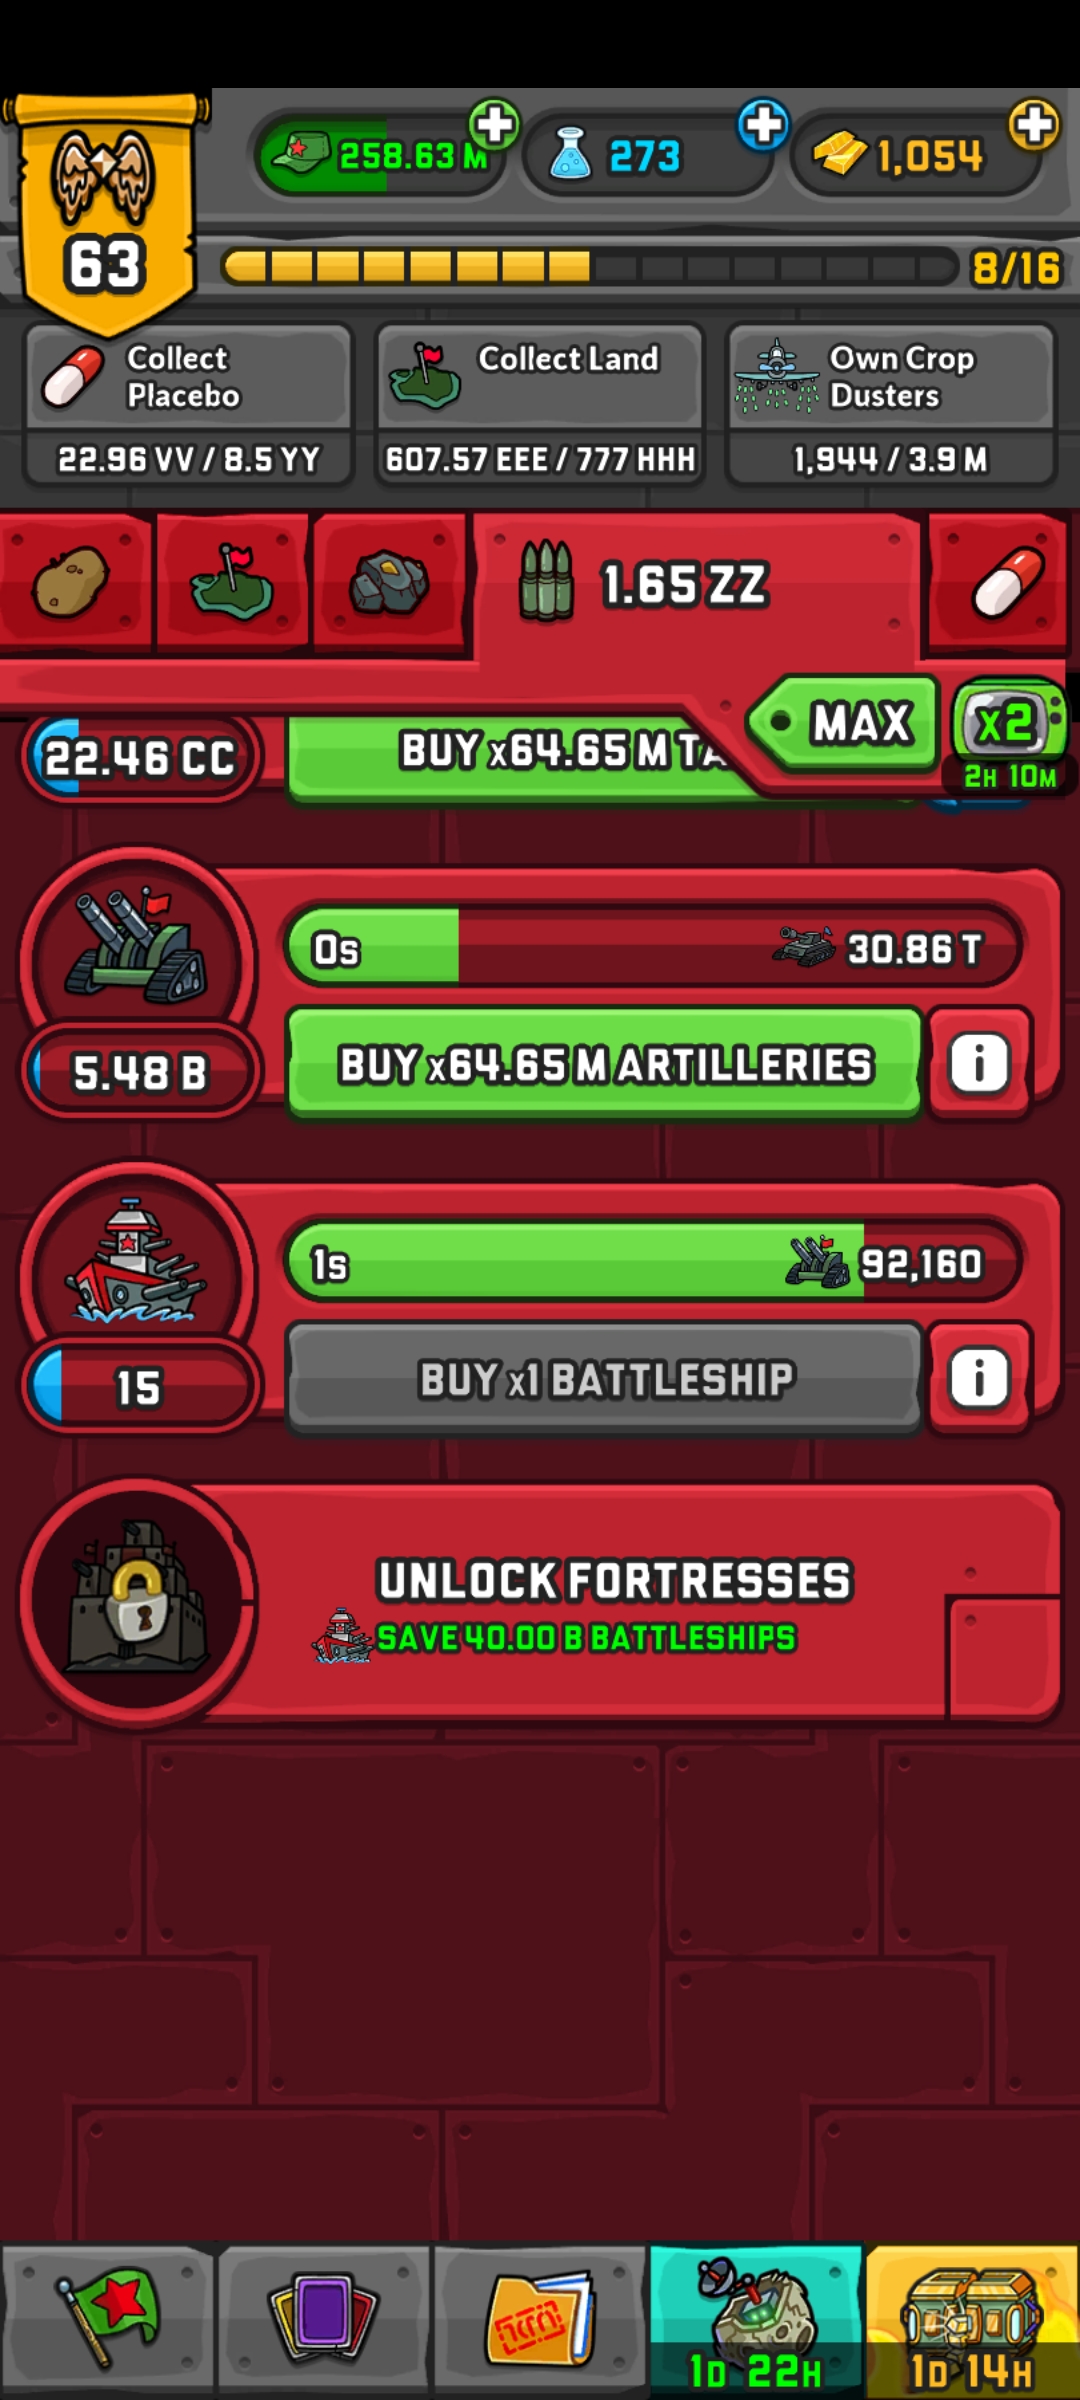 258.63 M
273
1,054
63
8/16
Collect
Placebo
Collect Land
Own Crop
Dusters
22.96 VV / 8.5 YY
607.57 EEE / 777 HHH
1,944 / 3.9 M
1.65 ZZ
MAX
x2
2H 10M
22.46 CC
BUY x64.65 M TA
0s
30.86 T
5.48 B
BUY x64.65 M ARTILLERIES
i
1s
92,160
15
BUY x1 BATTLESHIP
i
UNLOCK FORTRESSES
SAVE 40.00 B BATTLESHIPS
1D 22H
1D 14H